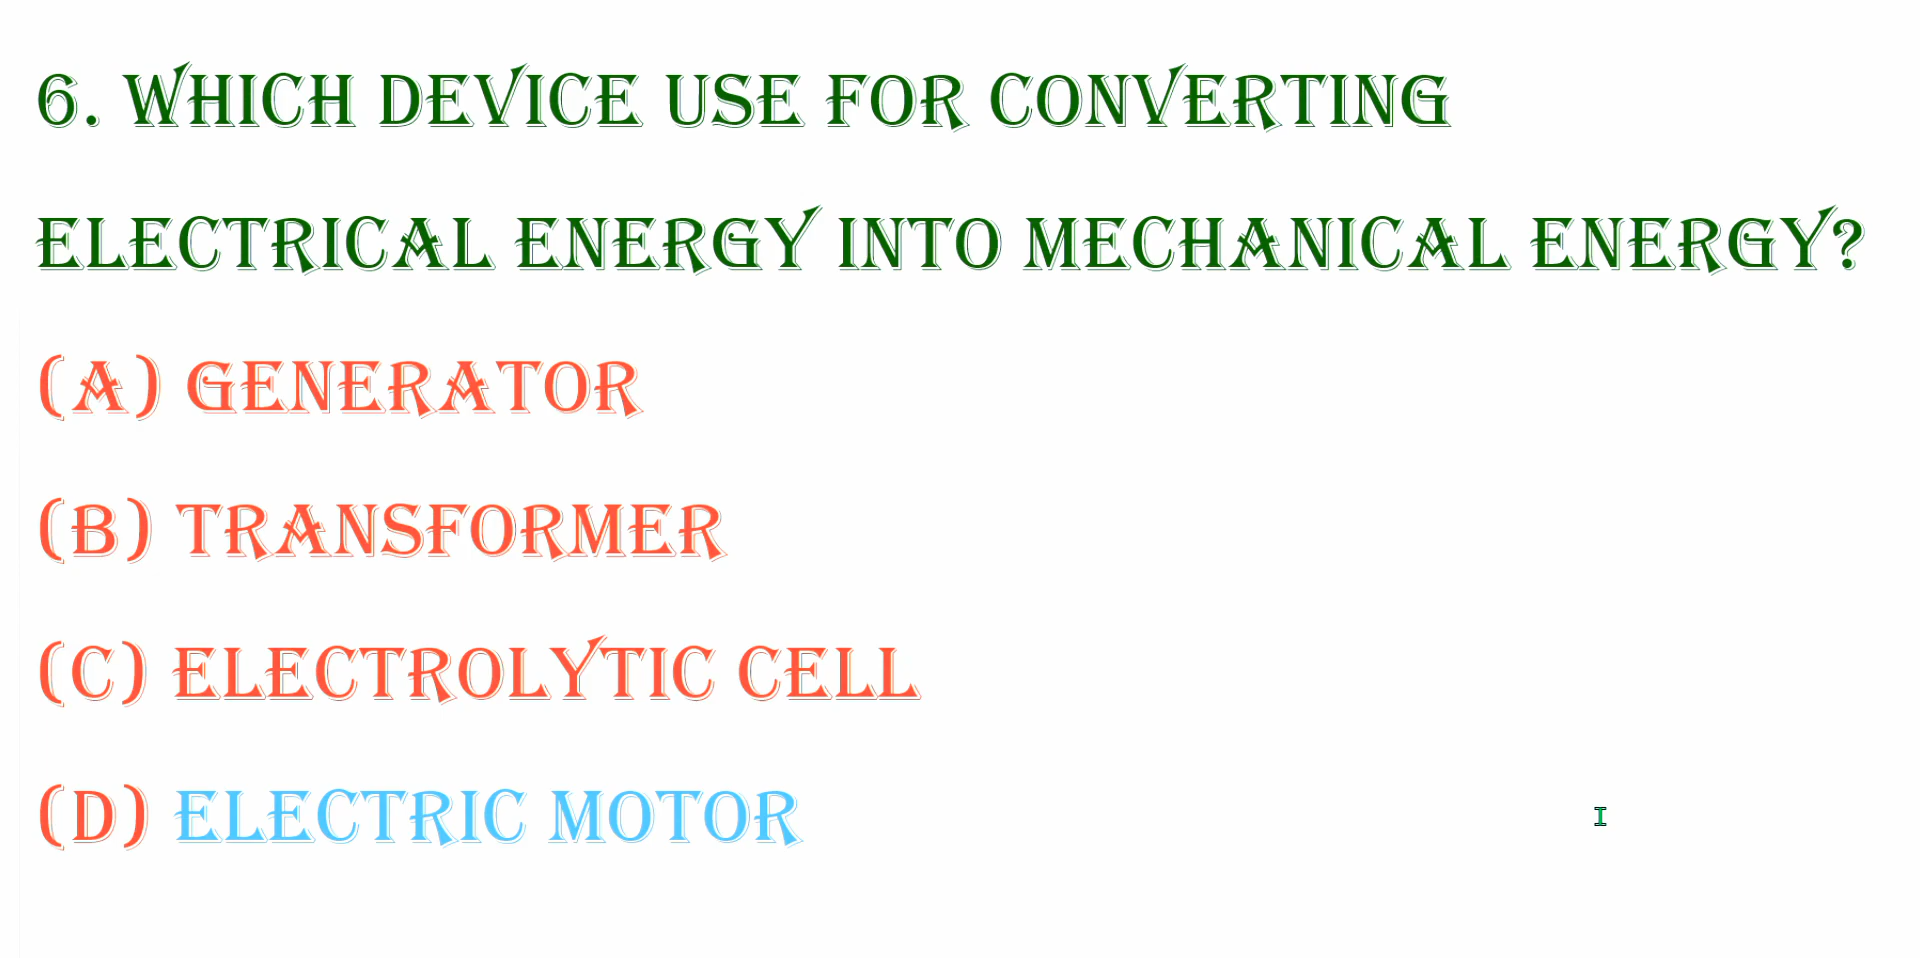 6. WHICH DEVICE USE FOR CONVERTING
ELECTRICAL ENERGY INTO MECHANICAL ENERGY?
(A) GENERATOR
(B) TRANSFORMER
(C) ELECTROLYTIC CELL
(D) ELECTRIC MOTOR